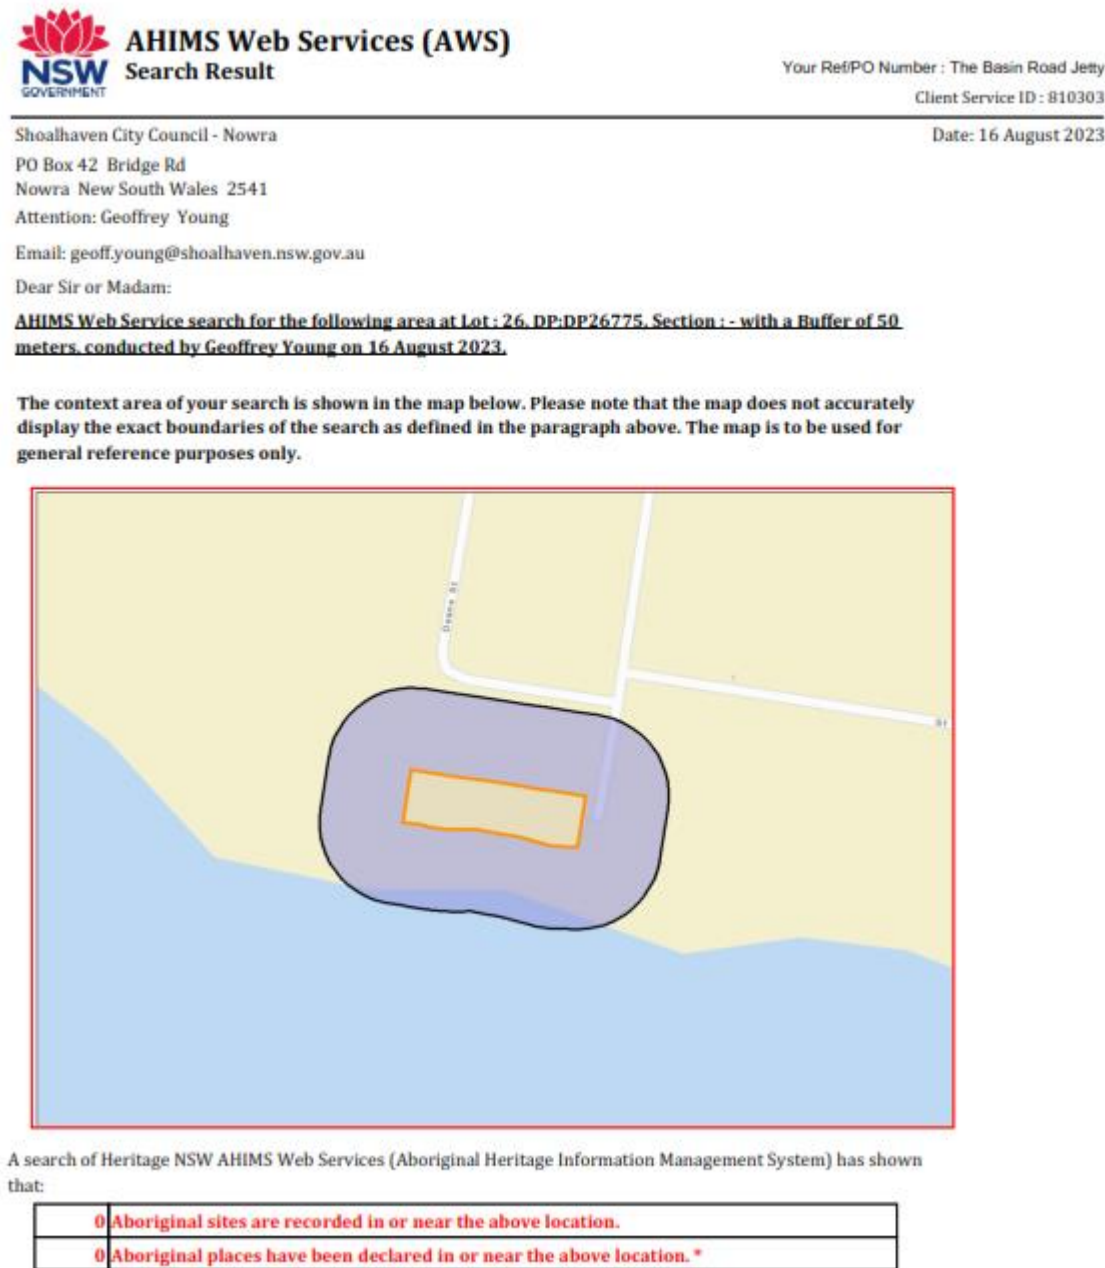 AHIMS Web Services (AWS)
Search Result
NSW
GOVERNMENT
Your Ref/PO Number : The Basin Road Jetty
Client Service ID : 810303
Shoalhaven City Council - Nowra
Date: 16 August 2023
PO Box 42 Bridge Rd
Nowra New South Wales 2541
Attention: Geoffrey Young
Email: geoff.young@shoalhaven.nsw.gov.au
Dear Sir or Madam:
AHIMS Web Service search for the following area at Lot : 26, DP:DP26775, Section : - with a Buffer of 50
meters, conducted by Geoffrey Young on 16 August 2023.
The context area of your search is shown in the map below. Please note that the map does not accurately
display the exact boundaries of the search as defined in the paragraph above. The map is to be used for
general reference purposes only.
Deane St
St
A search of Heritage NSW AHIMS Web Services (Aboriginal Heritage Information Management System) has shown
that:
0 Aboriginal sites are recorded in or near the above location.
0 Aboriginal places have been declared in or near the above location. *